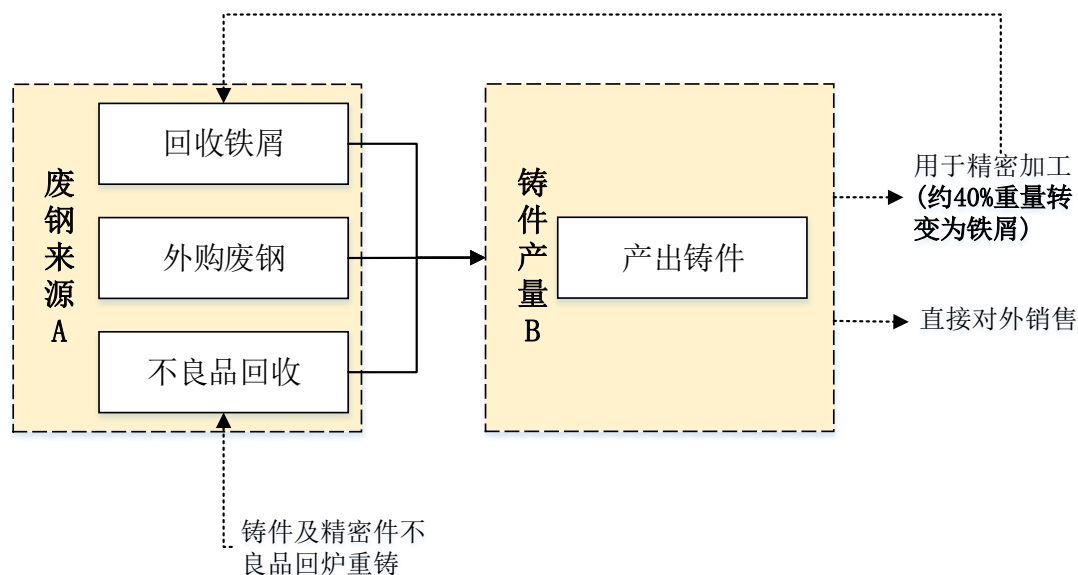 废钢来源A
回收铁屑
外购废钢
不良品回收
铸件及精密件不
良品回炉重铸
铸件产量B
产出铸件
用于精密加工
(约40%重量转
变为铁屑)
直接对外销售